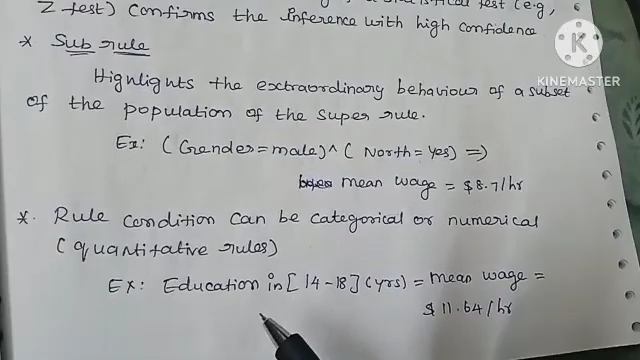 Z test) Confirms the inference with high confidence
* Sub rule
Highlights the extraordinary behaviour of a subset
of the population of the super rule.
Ex: (Gender = male) ^ (North = Yes) =>
mean wage = $8.7/hr
*. Rule condition can be categorical or numerical
(quantitative rules)
Ex: Education in [14-18] (yrs) = mean wage =
$11.64/hr
K
KINEMASTER